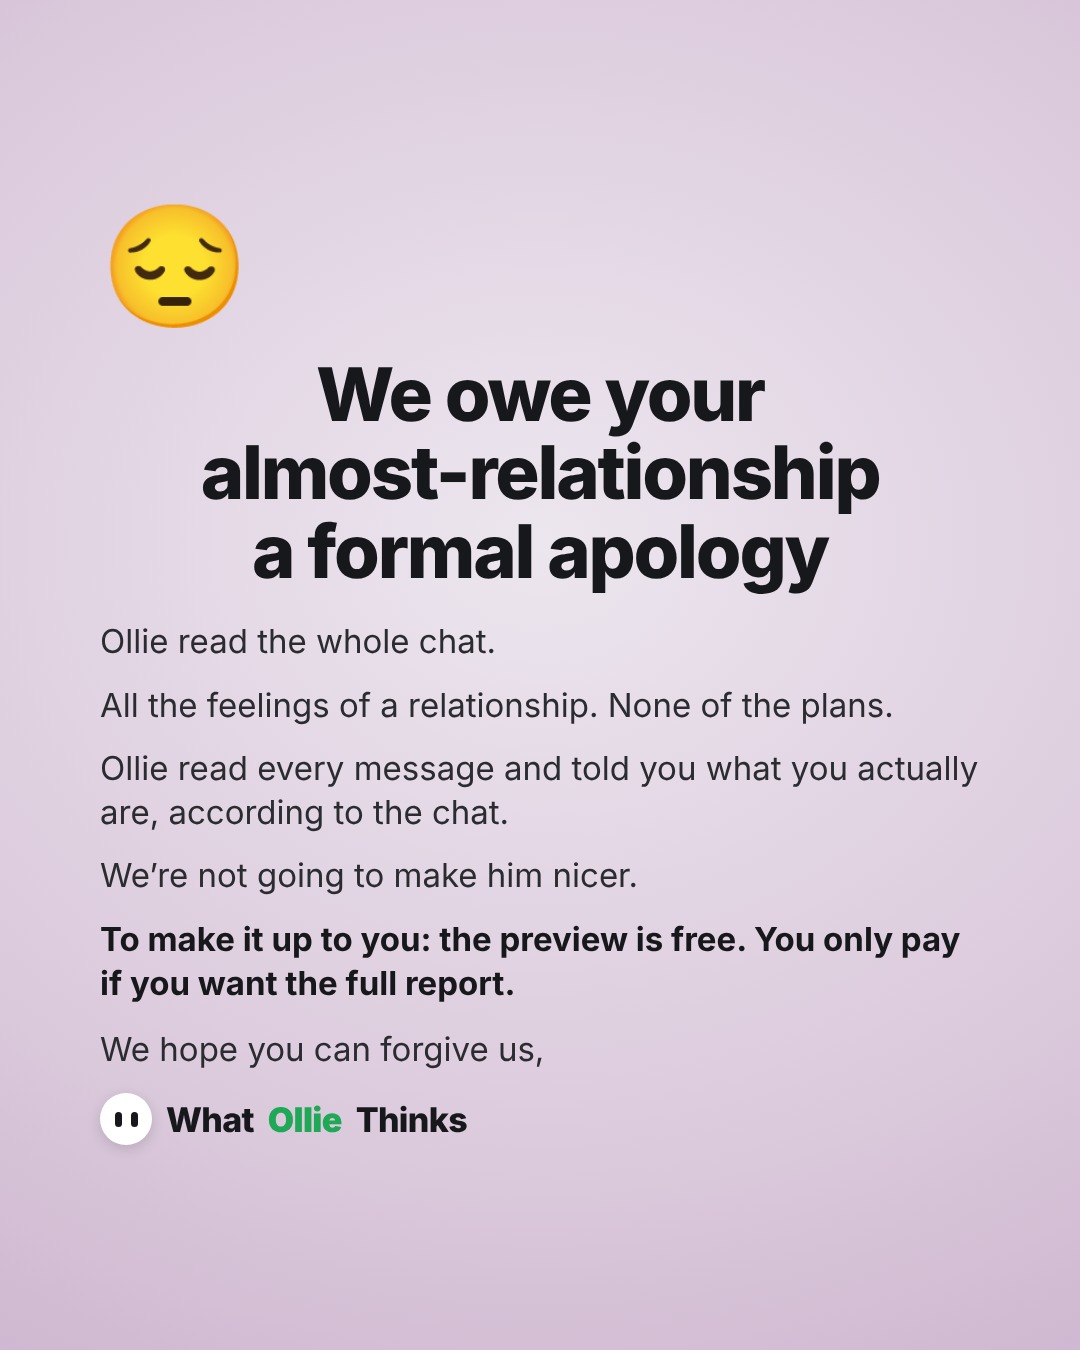 We owe your
almost-relationship
a formal apology
Ollie read the whole chat.
All the feelings of a relationship. None of the plans.
Ollie read every message and told you what you actually
are, according to the chat.
We’re not going to make him nicer.
To make it up to you: the preview is free. You only pay
if you want the full report.
We hope you can forgive us,
What Ollie Thinks